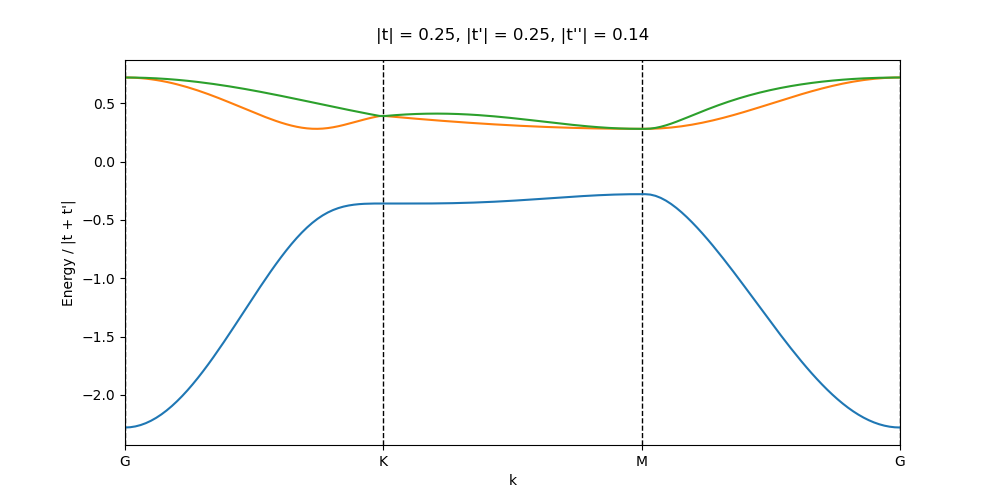 |t| = 0.25, |t'| = 0.25, |t''| = 0.14
Energy / |t + t'|
0.5
0.0
−0.5
−1.0
−1.5
−2.0
G K M G
k